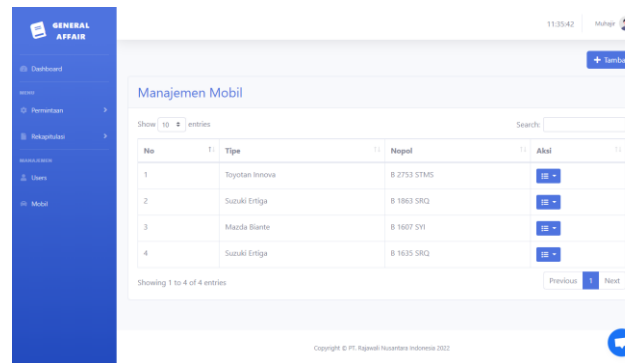 GENERAL
AFFAIR
11:35:42
Muhajir
Dashboard
+ Tamba
MENU
Manajemen Mobil
Permintaan
Show 10 entries
Search:
Rekapitulasi
No
Tipe
Nopol
Aksi
MANAJEMEN
1
Toyotan Innova
B 2753 STMS
Users
2
Suzuki Ertiga
B 1863 SRQ
Mobil
3
Mazda Biante
B 1607 SYI
4
Suzuki Ertiga
B 1635 SRQ
Showing 1 to 4 of 4 entries
Previous
1
Next
Copyright © PT. Rajawali Nusantara Indonesia 2022